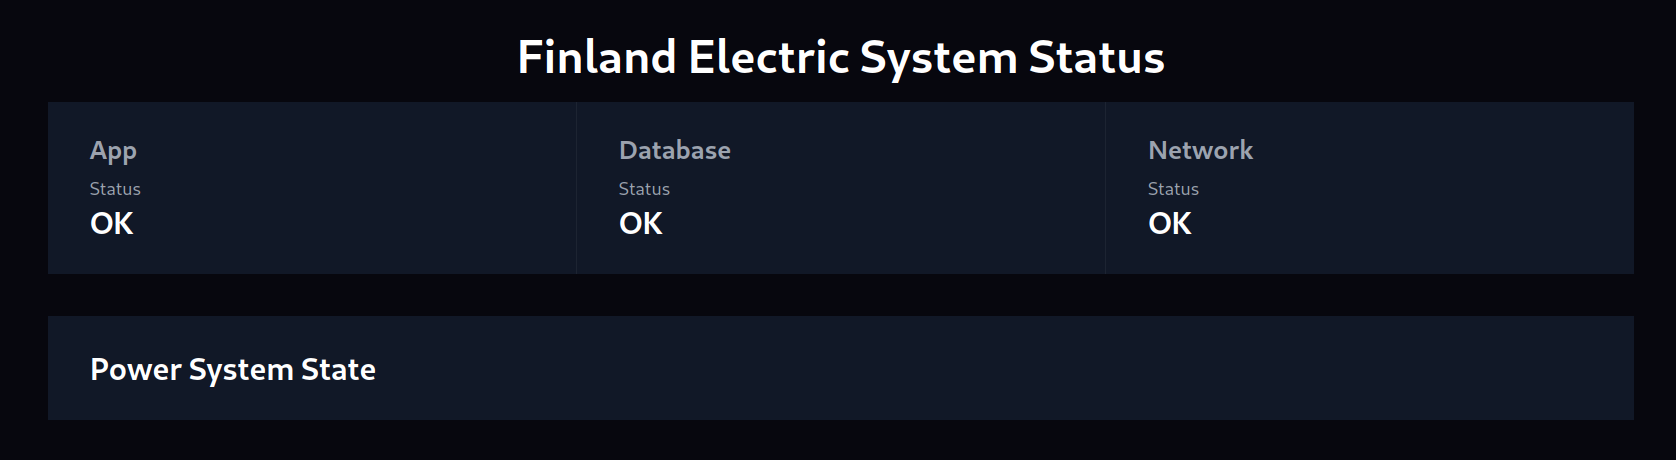 Finland Electric System Status
App
Status
OK
Database
Status
OK
Network
Status
OK
Power System State